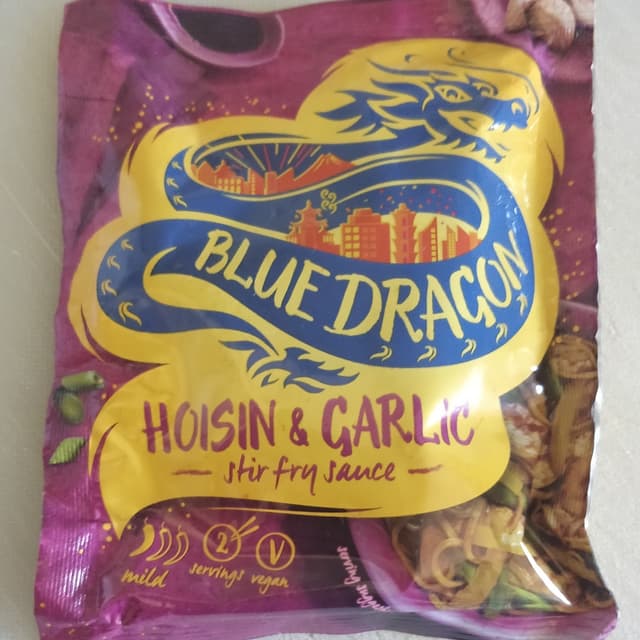 BLUE DRAGON
HOISIN & GARLIC
stir fry sauce
2
V
mild
servings
vegan